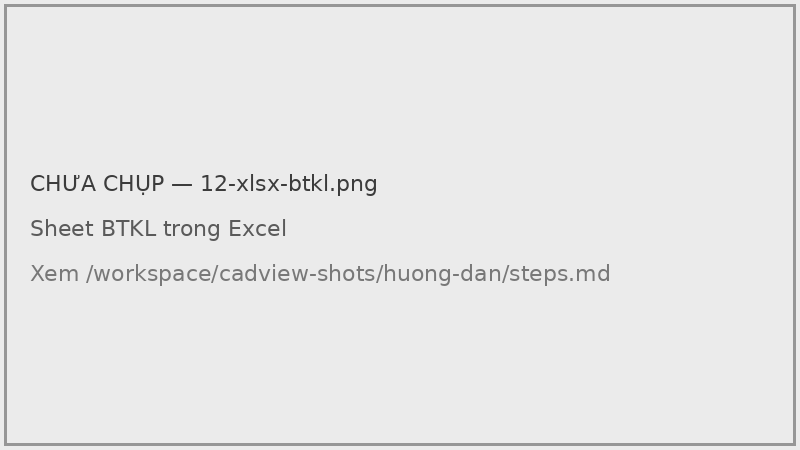 CHƯA CHỤP — 12-xlsx-btkl.png
Sheet BTKL trong Excel
Xem /workspace/cadview-shots/huong-dan/steps.md